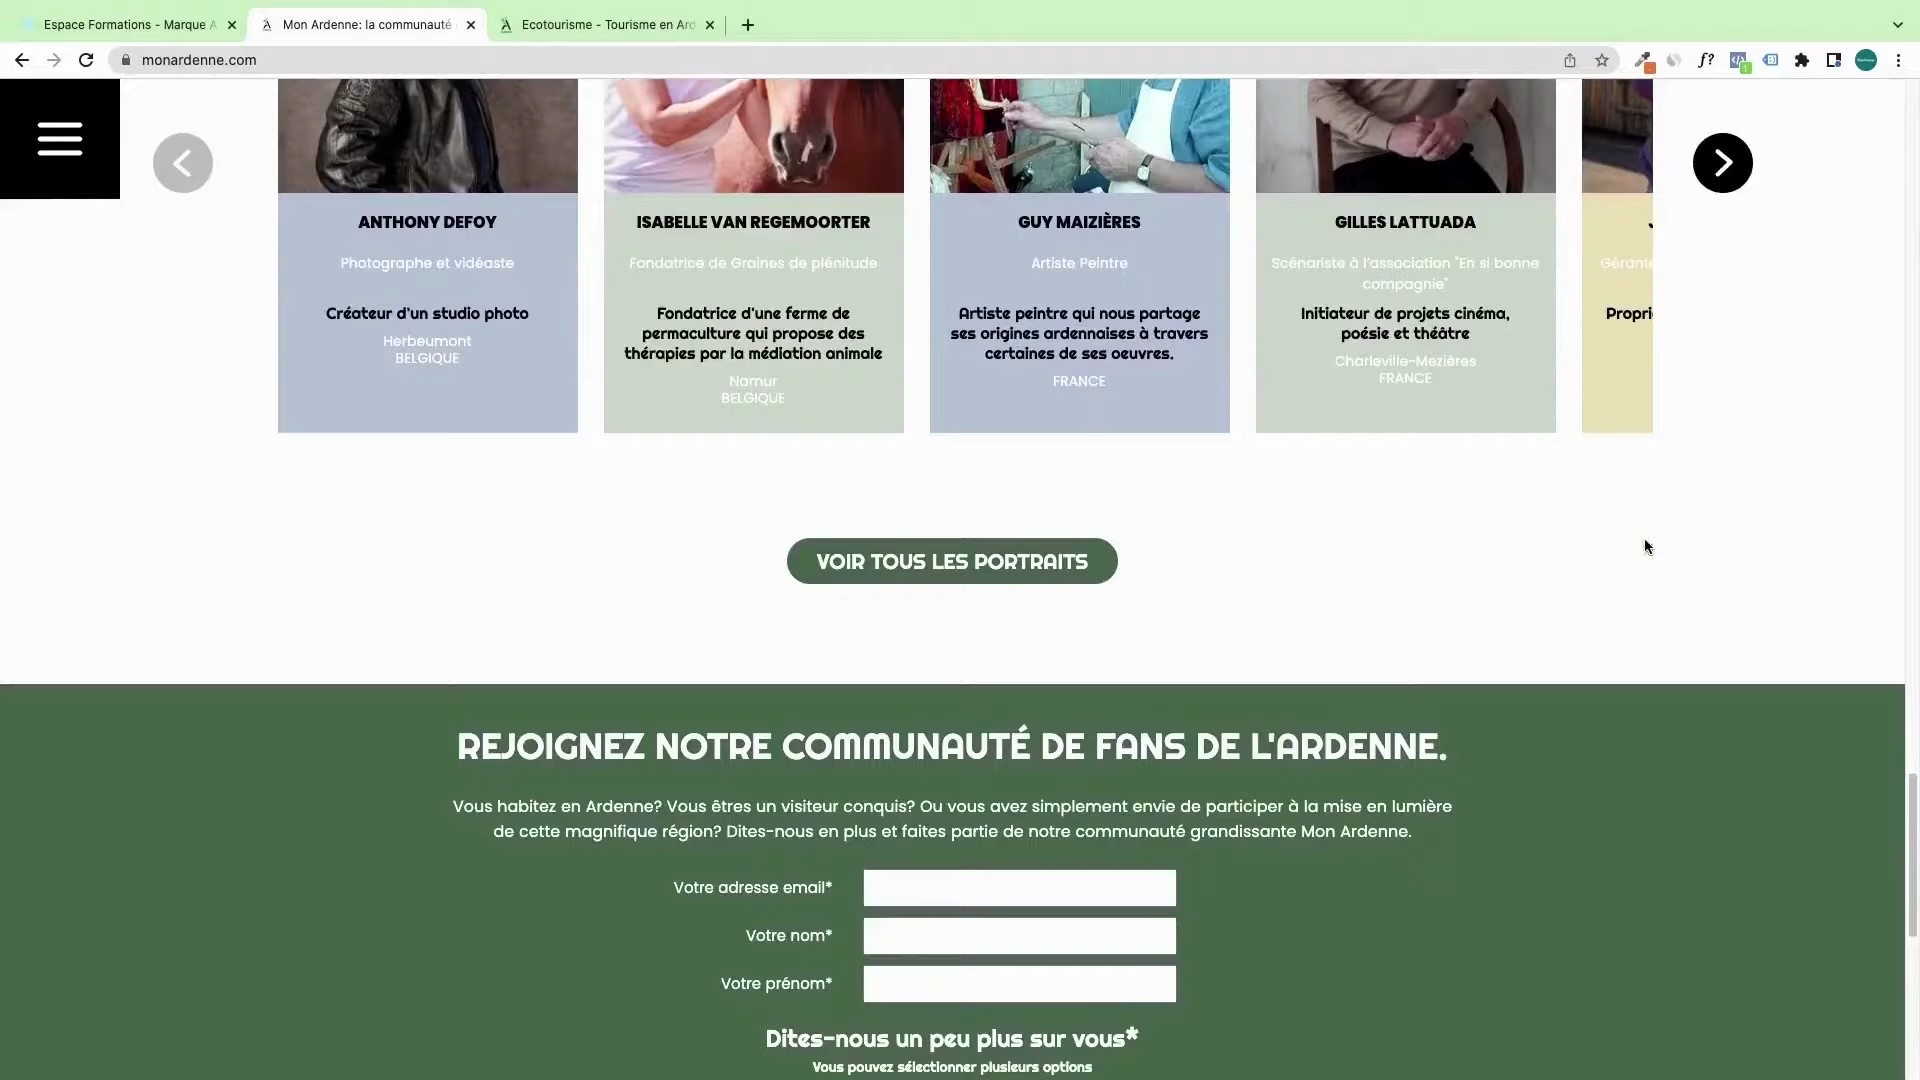 Espace Formations - Marque A
Mon Ardenne: la communauté
Ecotourisme - Tourisme en Ard
monardenne.com
ANTHONY DEFOY
Photographe et vidéaste
Créateur d'un studio photo
Herbeumont
BELGIQUE
ISABELLE VAN REGEMOORTER
Fondatrice de Graines de plénitude
Fondatrice d'une ferme de
permaculture qui propose des
thérapies par la médiation animale
Namur
BELGIQUE
GUY MAIZIÈRES
Artiste Peintre
Artiste peintre qui nous partage
ses origines ardennaises à travers
certaines de ses oeuvres.
FRANCE
GILLES LATTUADA
Scénariste à l'association "En si bonne
compagnie"
Initiateur de projets cinéma,
poésie et théâtre
Charleville-Mezières
FRANCE
Gérante
Propri
VOIR TOUS LES PORTRAITS
REJOIGNEZ NOTRE COMMUNAUTÉ DE FANS DE L'ARDENNE.
Vous habitez en Ardenne? Vous êtres un visiteur conquis? Ou vous avez simplement envie de participer à la mise en lumière
de cette magnifique région? Dites-nous en plus et faites partie de notre communauté grandissante Mon Ardenne.
Votre adresse email*
Votre nom*
Votre prénom*
Dites-nous un peu plus sur vous*
Vous pouvez sélectionner plusieurs options